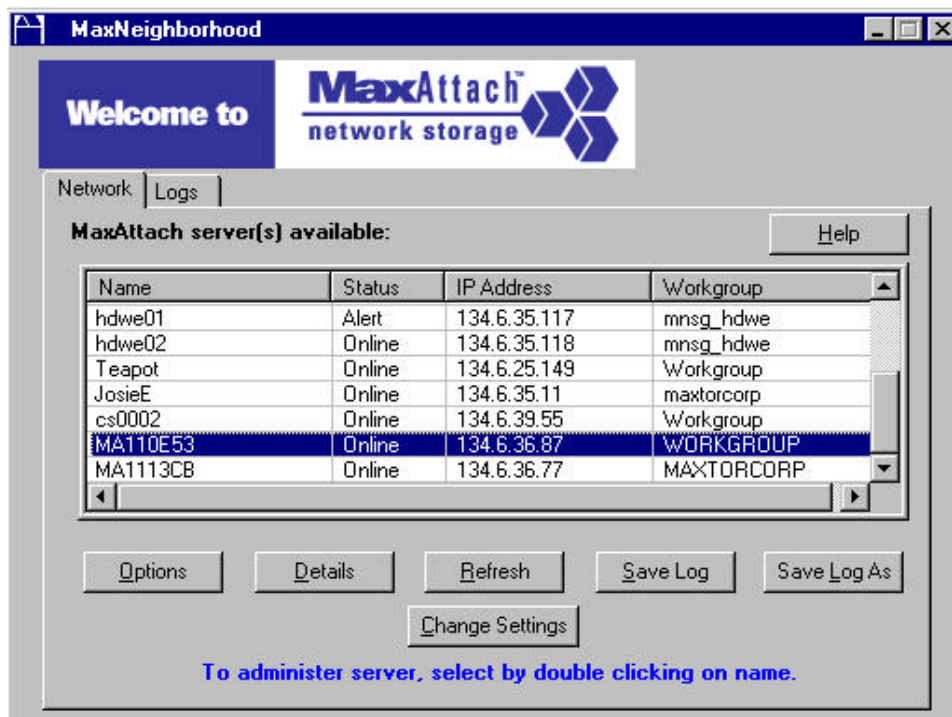 MaxNeighborhood
Welcome to
MaxAttach™
network storage
Network Logs
MaxAttach server(s) available:
Help
Name Status IP Address Workgroup
hdwe01 Alert 134.6.35.117 mnsg_hdwe
hdwe02 Online 134.6.35.118 mnsg_hdwe
Teapot Online 134.6.25.149 Workgroup
JosieE Online 134.6.35.11 maxtorcorp
cs0002 Online 134.6.39.55 Workgroup
MA110E53 Online 134.6.36.87 WORKGROUP
MA1113CB Online 134.6.36.77 MAXTORCORP
Options Details Refresh Save Log Save Log As
Change Settings
To administer server, select by double clicking on name.